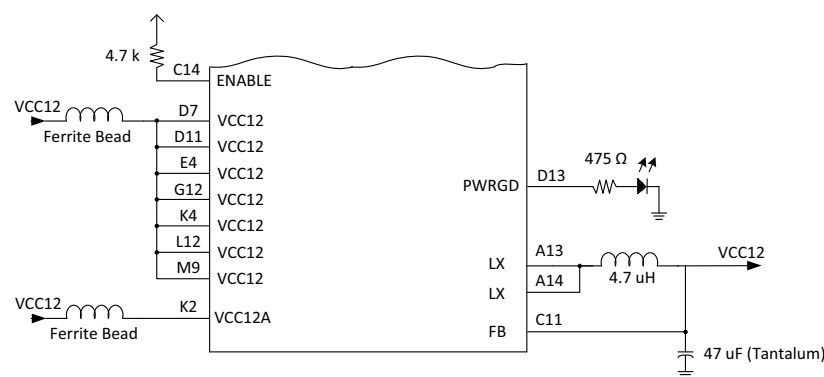 4.7 k
C14
ENABLE
VCC12
Ferrite Bead
D7
VCC12
D11
VCC12
E4
VCC12
G12
VCC12
K4
VCC12
L12
VCC12
M9
VCC12
VCC12
Ferrite Bead
K2
VCC12A
PWRGD
D13
475 Ω
LX
A13
LX
A14
4.7 uH
VCC12
FB
C11
47 uF (Tantalum)